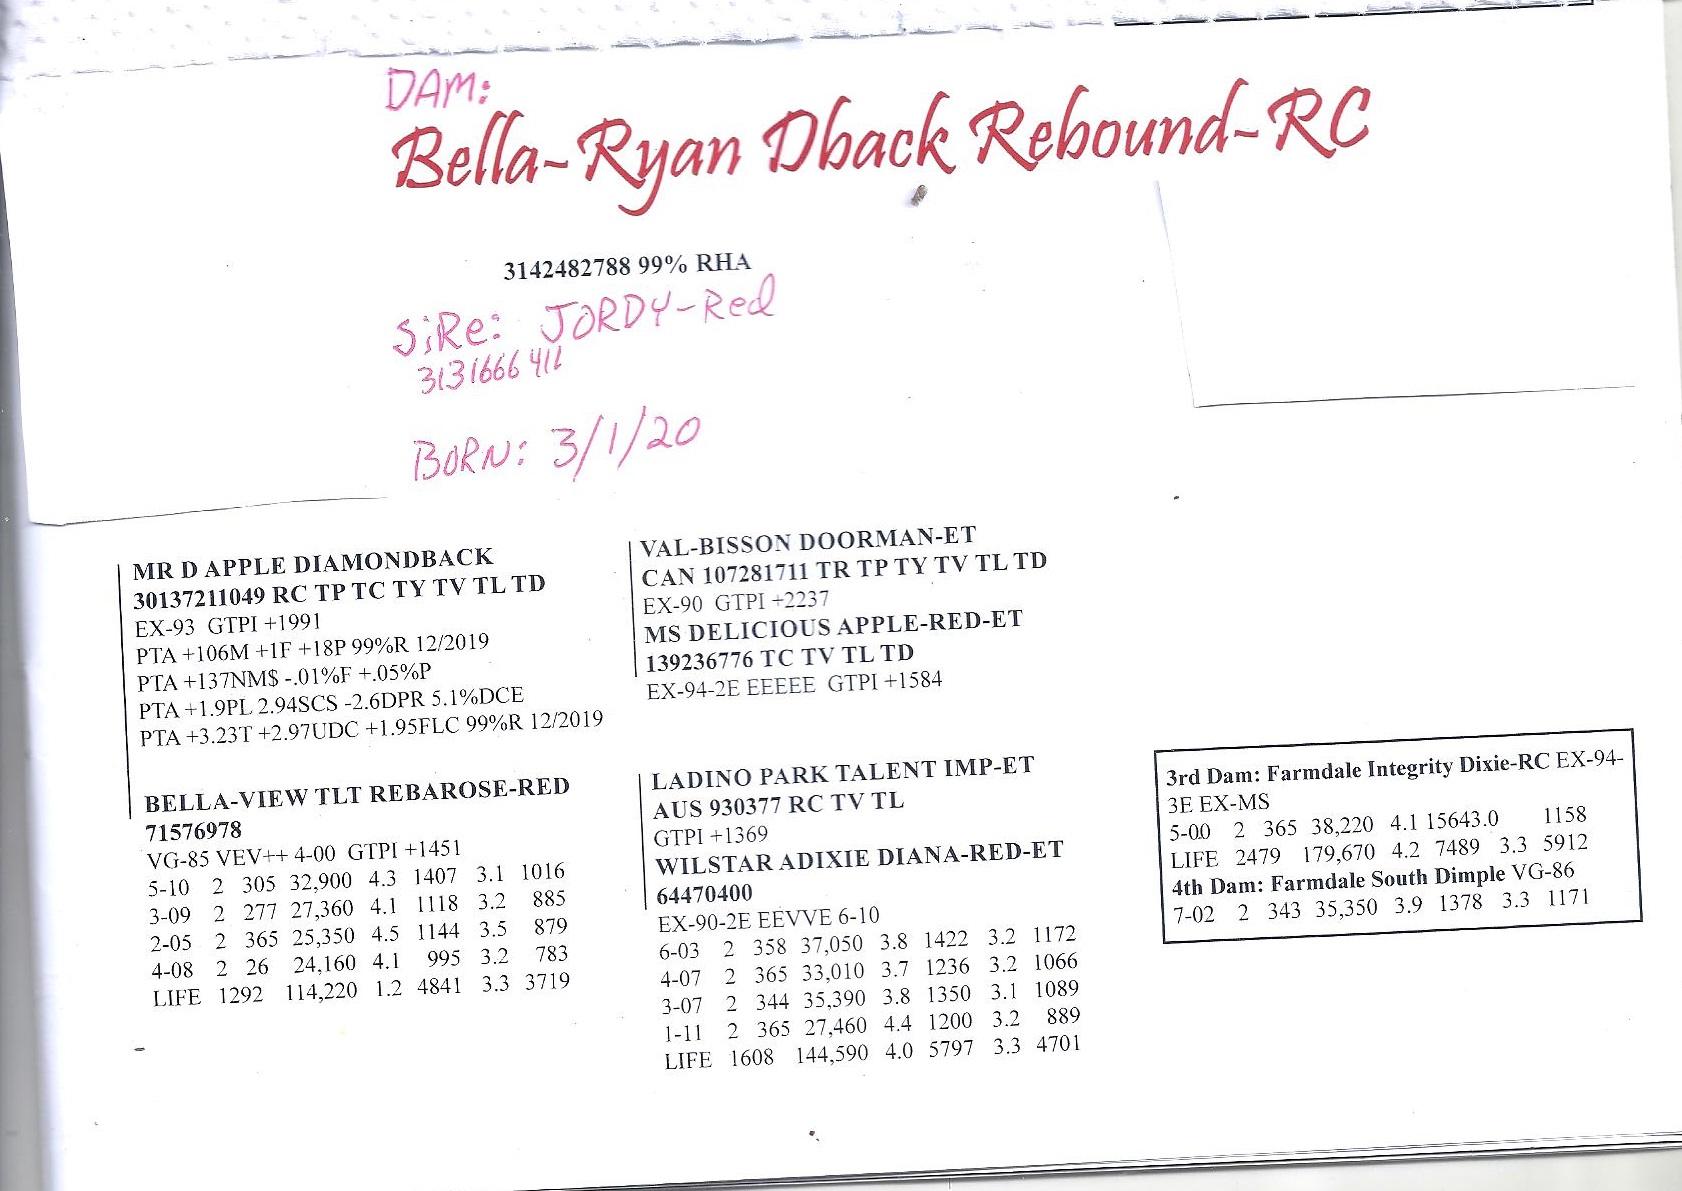 DAM:
Bella-Ryan Dback Rebound-RC
3142482788 99% RHA
SiRe: JORDY-Red
3131666411
BORN: 3/1/20
MR D APPLE DIAMONDBACK
30137211049 RC TP TC TY TV TL TD
EX-93 GTPI +1991
PTA +106M +1F +18P 99%R 12/2019
PTA +137NM$ -.01%F +.05%P
PTA +1.9PL 2.94SCS -2.6DPR 5.1%DCE
PTA +3.23T +2.97UDC +1.95FLC 99%R 12/2019
BELLA-VIEW TLT REBAROSE-RED
71576978
VG-85 VEV++ 4-00 GTPI +1451
5-10 2 305 32,900 4.3 1407 3.1 1016
3-09 2 277 27,360 4.1 1118 3.2 885
2-05 2 365 25,350 4.5 1144 3.5 879
4-08 2 26 24,160 4.1 995 3.2 783
LIFE 1292 114,220 1.2 4841 3.3 3719
VAL-BISSON DOORMAN-ET
CAN 107281711 TR TP TY TV TL TD
EX-90 GTPI +2237
MS DELICIOUS APPLE-RED-ET
139236776 TC TV TL TD
EX-94-2E EEEEE GTPI +1584
LADINO PARK TALENT IMP-ET
AUS 930377 RC TV TL
GTPI +1369
WILSTAR ADIXIE DIANA-RED-ET
64470400
EX-90-2E EEVVE 6-10
6-03 2 358 37,050 3.8 1422 3.2 1172
4-07 2 365 33,010 3.7 1236 3.2 1066
3-07 2 344 35,390 3.8 1350 3.1 1089
1-11 2 365 27,460 4.4 1200 3.2 889
LIFE 1608 144,590 4.0 5797 3.3 4701
3rd Dam: Farmdale Integrity Dixie-RC EX-94-
3E EX-MS
5-00 2 365 38,220 4.1 15643.0 1158
LIFE 2479 179,670 4.2 7489 3.3 5912
4th Dam: Farmdale South Dimple VG-86
7-02 2 343 35,350 3.9 1378 3.3 1171